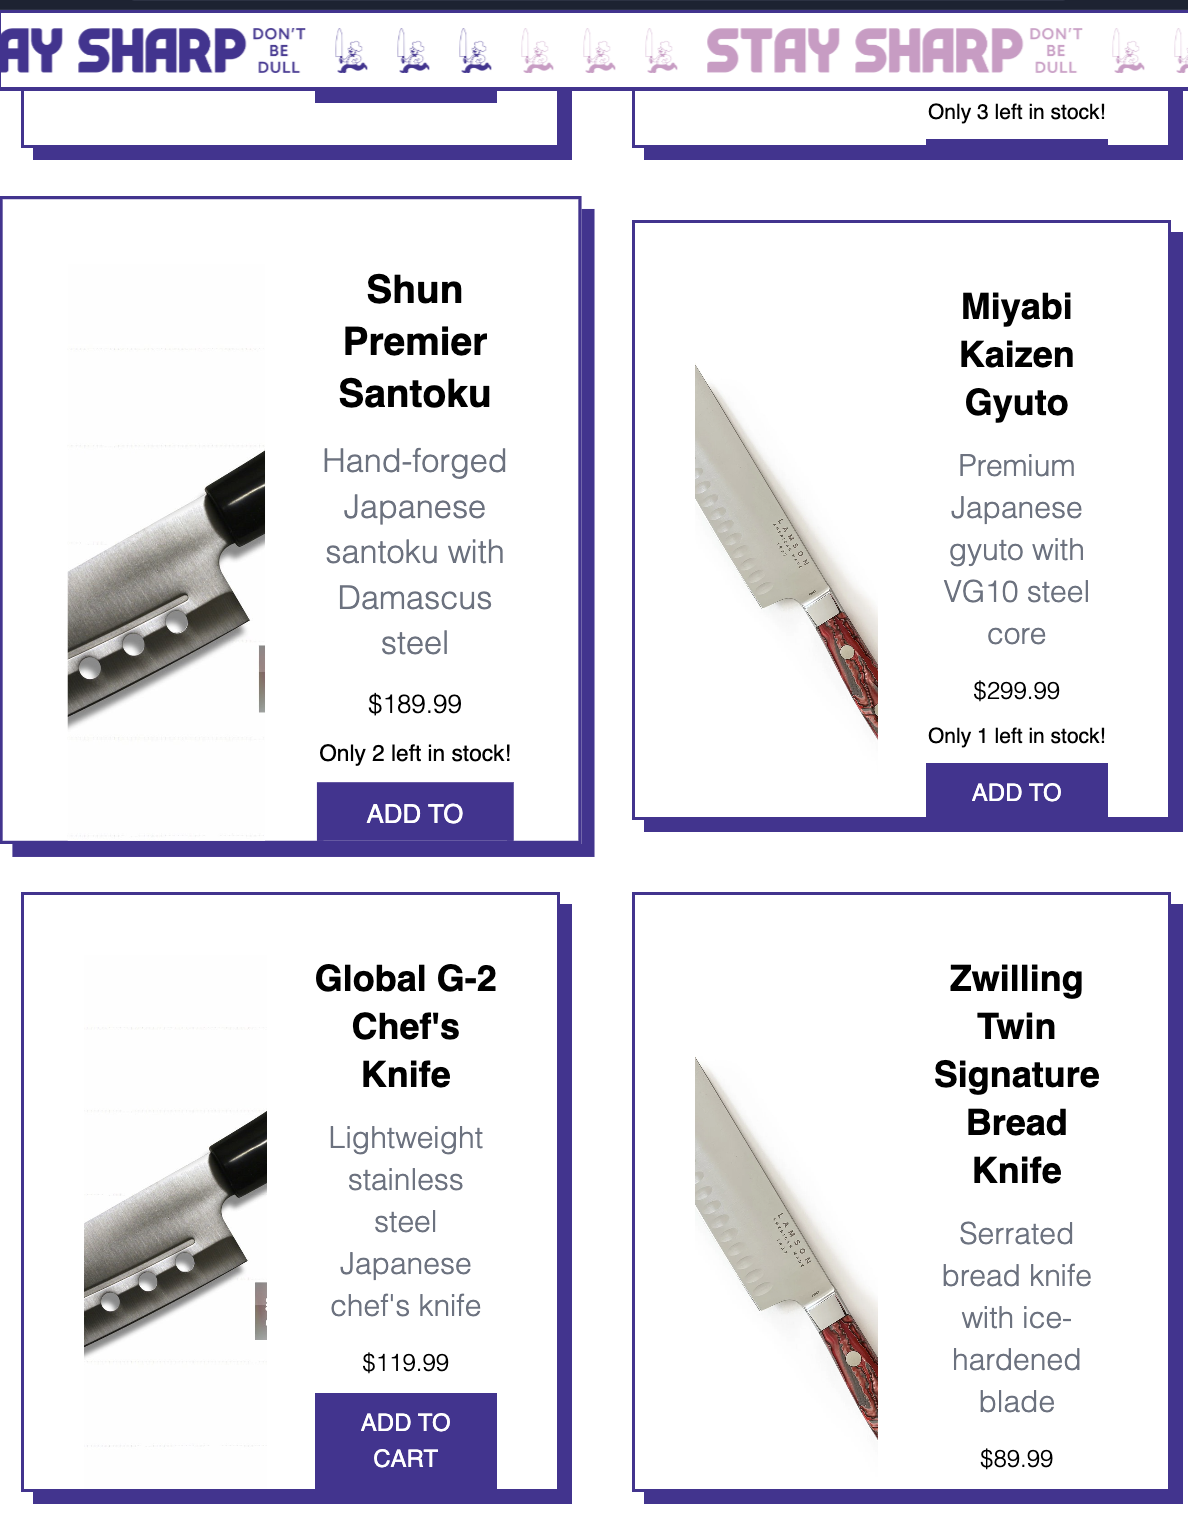 AY SHARP DON'T BE DULL STAY SHARP DON'T BE DULL
Only 3 left in stock!
Shun
Premier
Santoku
Hand-forged
Japanese
santoku with
Damascus
steel
$189.99
Only 2 left in stock!
ADD TO
Miyabi
Kaizen
Gyuto
Premium
Japanese
gyuto with
VG10 steel
core
$299.99
Only 1 left in stock!
ADD TO
LAMSON
Global G-2
Chef's
Knife
Lightweight
stainless
steel
Japanese
chef's knife
$119.99
ADD TO
CART
Zwilling
Twin
Signature
Bread
Knife
Serrated
bread knife
with ice-
hardened
blade
$89.99
LAMSON